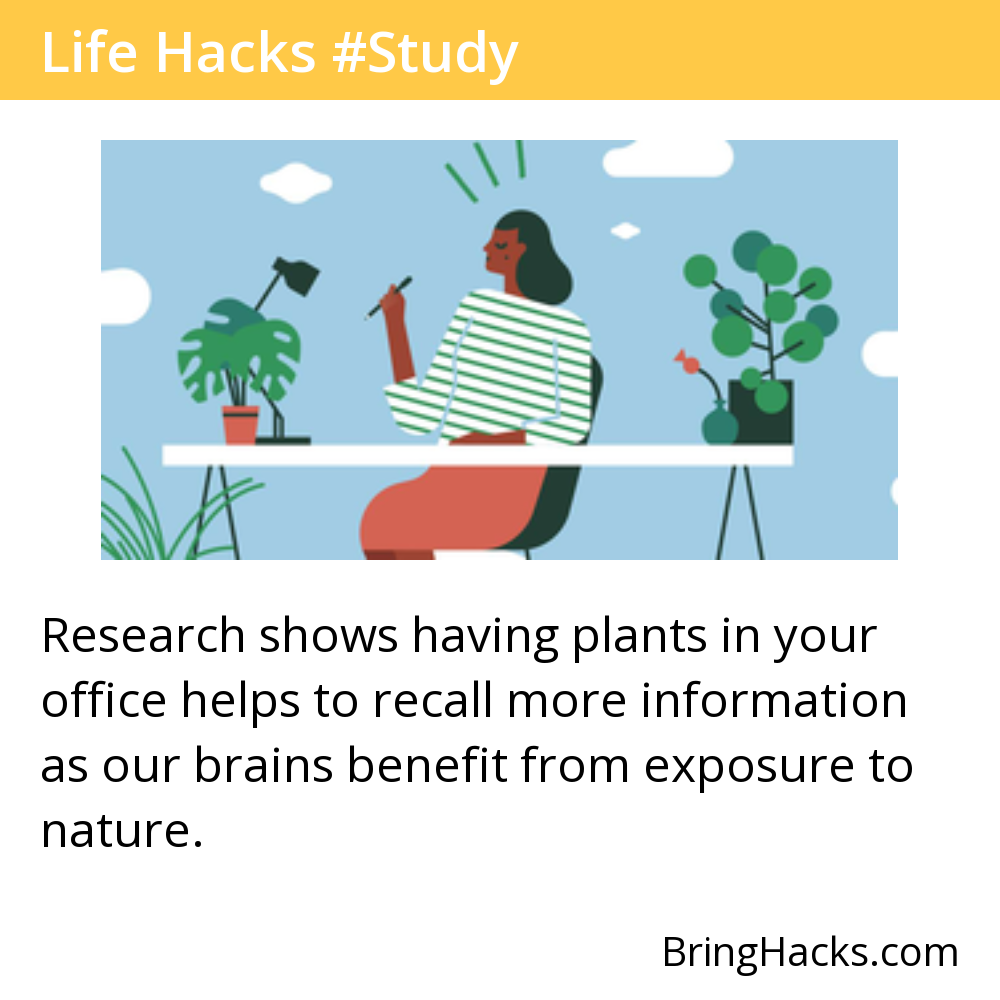 Life Hacks #Study
Research shows having plants in your
office helps to recall more information
as our brains benefit from exposure to
nature.
BringHacks.com